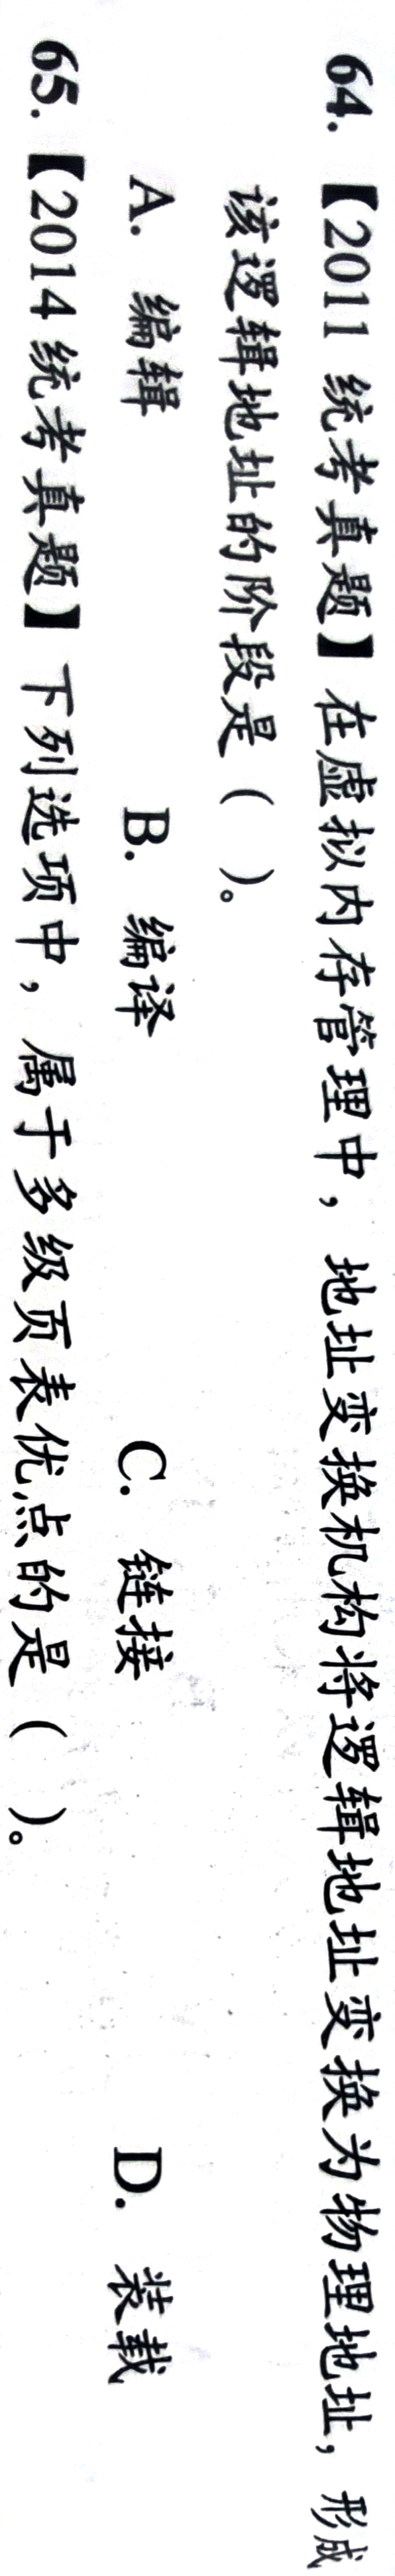 64. 【2011 统考真题】在虚拟内存管理中，地址变换机构将逻辑地址变换为物理地址，形成
该逻辑地址的阶段是（ ）。
A. 编辑 B. 编译 C. 链接 D. 装载
65. 【2014 统考真题】下列选项中，属于多级页表优点的是（ ）。